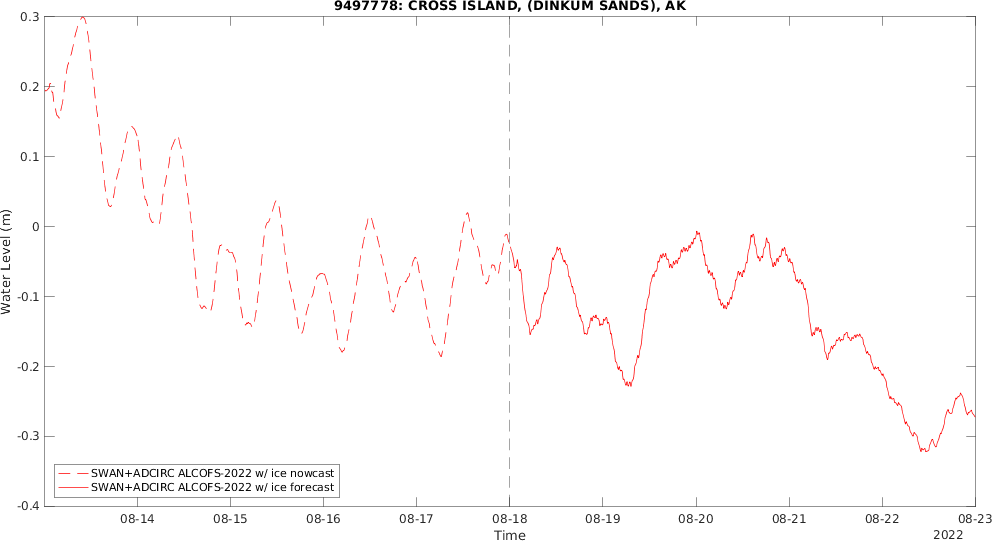 9497778: CROSS ISLAND, (DINKUM SANDS), AK
0.3
0.2
0.1
0
-0.1
-0.2
-0.3
-0.4
Water Level (m)
SWAN+ADCIRC ALCOFS-2022 w/ ice nowcast
SWAN+ADCIRC ALCOFS-2022 w/ ice forecast
08-14 08-15 08-16 08-17 08-18 08-19 08-20 08-21 08-22 08-23
Time
2022